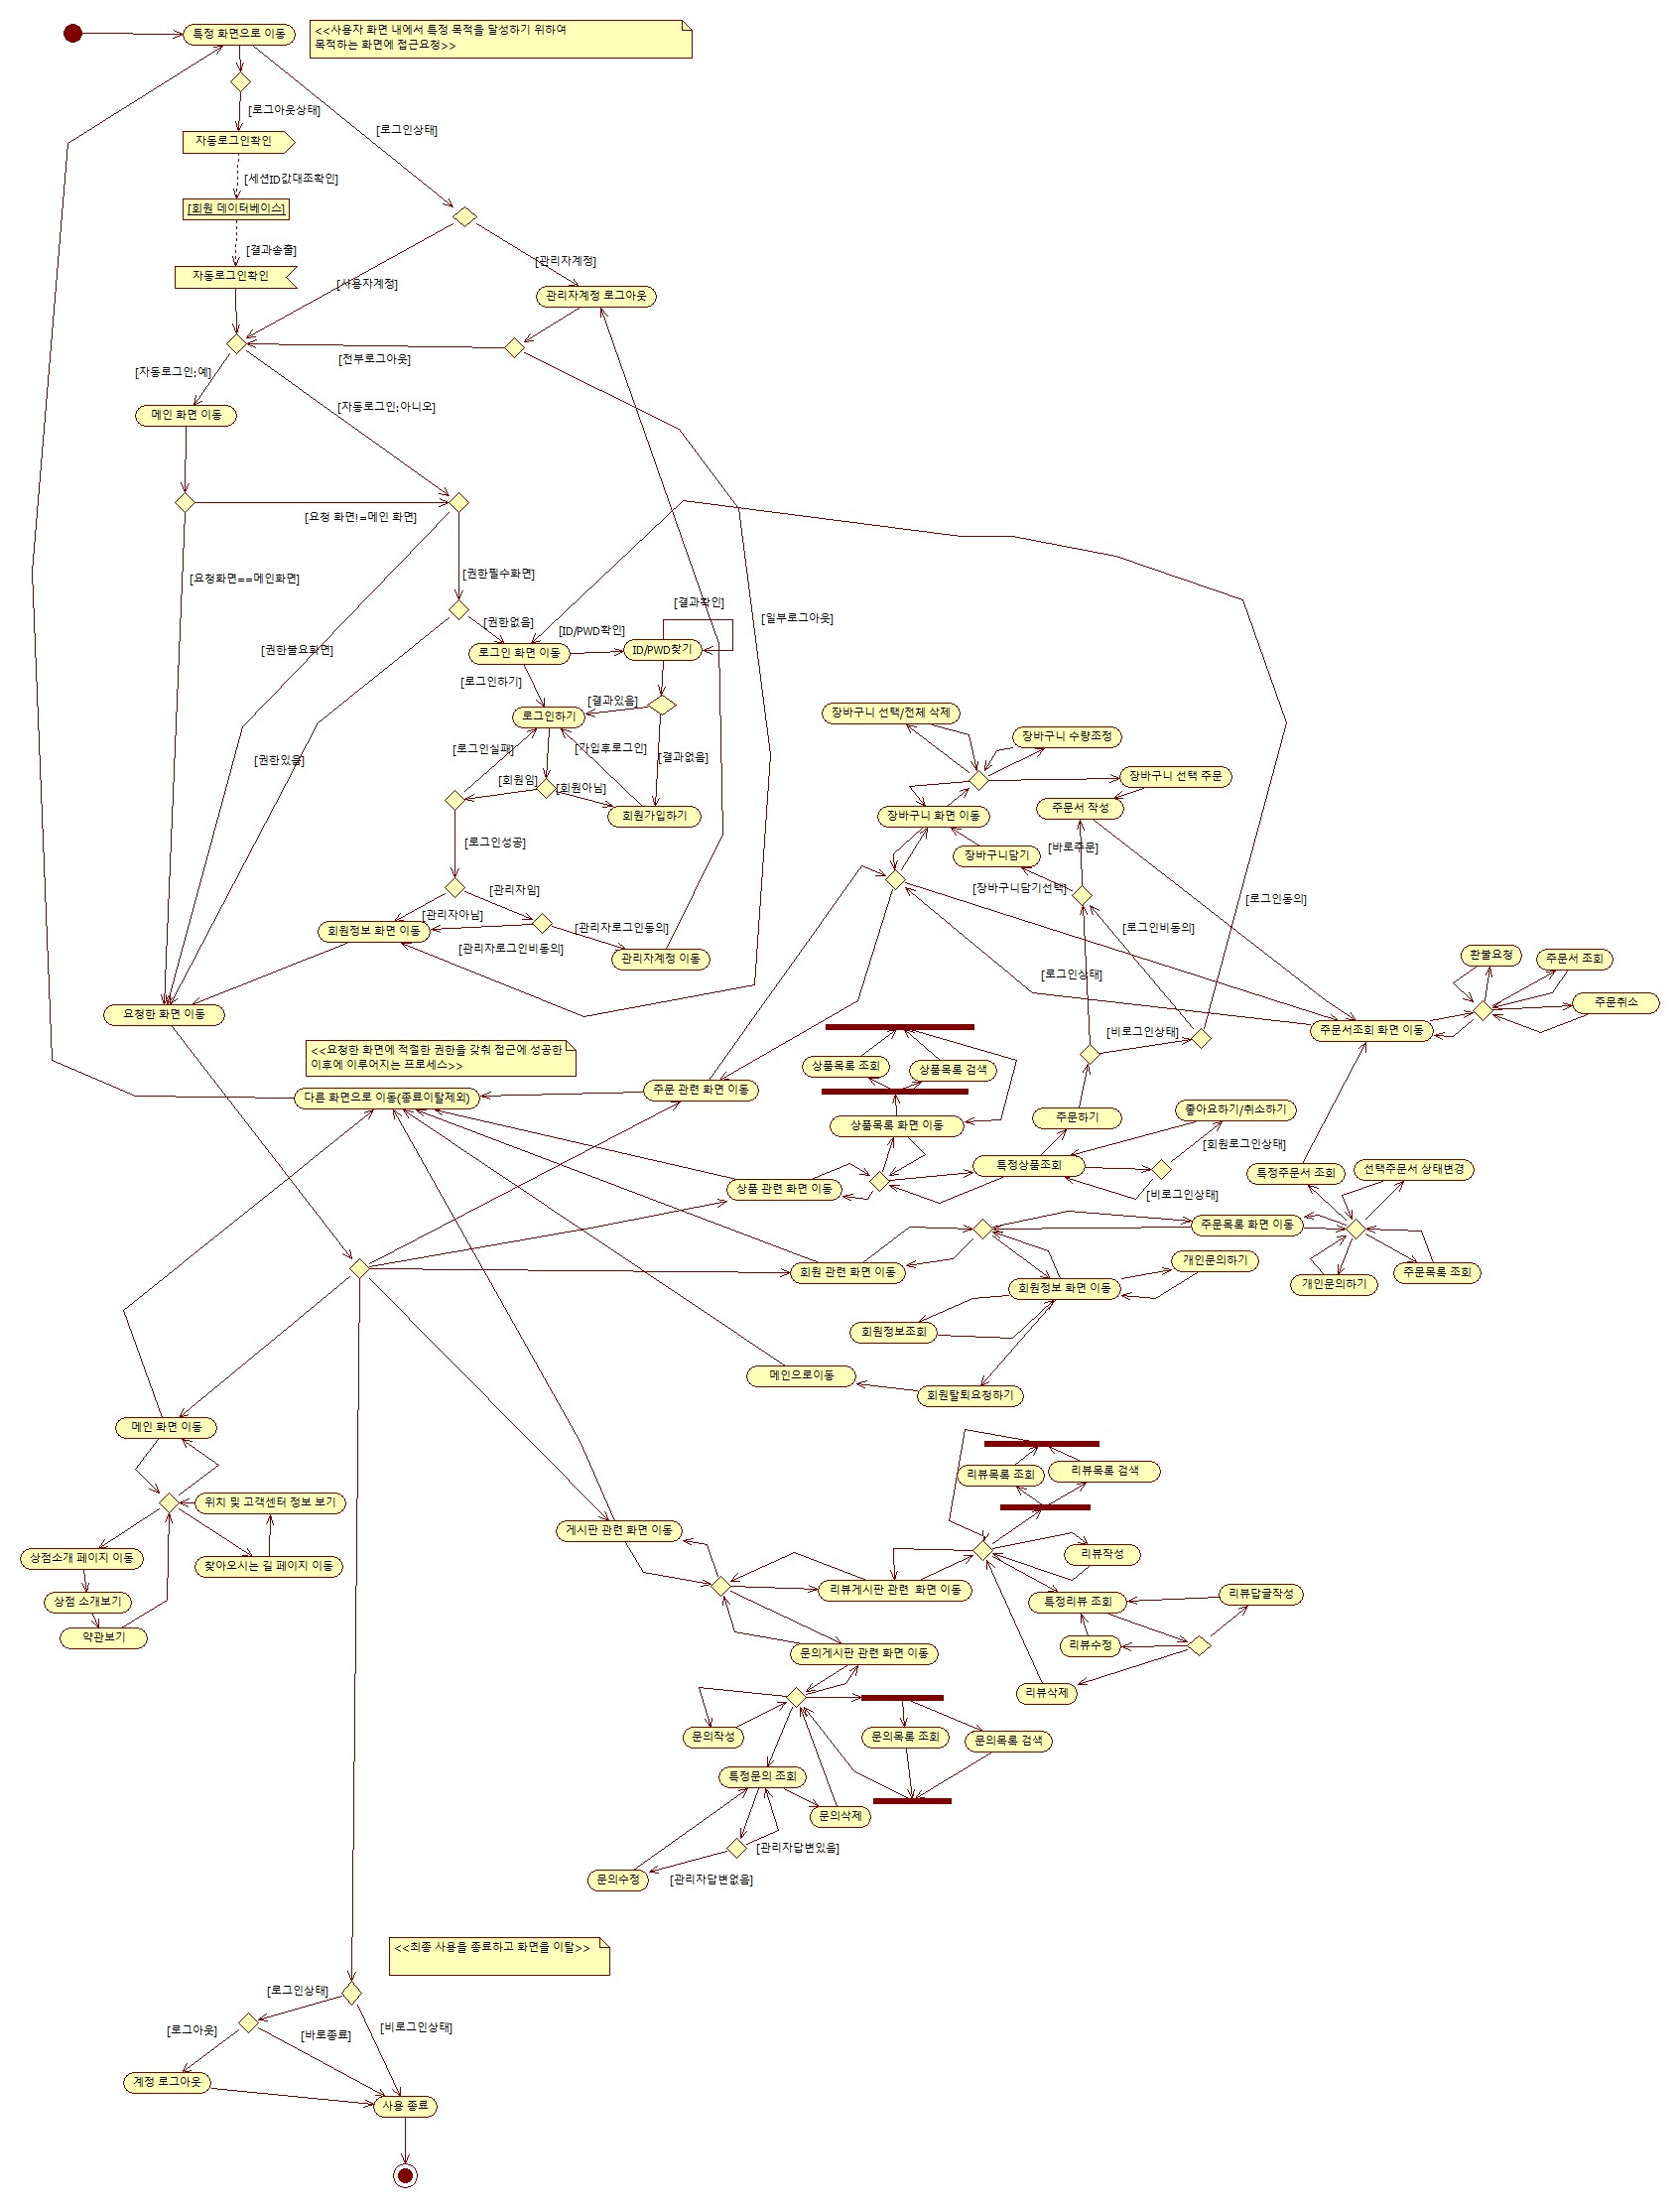 특정 화면으로 이동
<<사용자 화면 내에서 특정 목적을 달성하기 위하여
목적하는 화면에 접근요청>>
[로그아웃상태]
[로그인상태]
자동로그인확인
[세션ID값대조확인]
[회원 데이터베이스]
[결과송출]
자동로그인확인
[관리자계정]
[사용자계정]
관리자계정 로그아웃
[전부로그아웃]
[자동로그인:예]
메인 화면 이동
[자동로그인:아니오]
[요청 화면!=메인 화면]
[요청화면==메인화면]
[권한필수화면]
[결과확인]
[일부로그아웃]
[권한없음]
[ID/PWD확인]
[권한불요화면]
로그인 화면 이동
ID/PWD찾기
[로그인하기]
[결과있음]
로그인하기
[로그인실패]
[가입후로그인]
[결과없음]
[권한있음]
[회원임]
[회원아님]
회원가입하기
[로그인성공]
[관리자임]
[관리자아님]
회원정보 화면 이동
[관리자로그인동의]
[관리자로그인비동의]
관리자계정 이동
요청한 화면 이동
장바구니 선택/전체 삭제
장바구니 수량조정
장바구니 선택 주문
주문서 작성
장바구니 화면 이동
[바로주문]
장바구니담기
[장바구니담기선택]
[로그인동의]
[로그인비동의]
[로그인상태]
[비로그인상태]
환불요청
주문서 조회
주문취소
주문서조회 화면 이동
<<요청한 화면에 적절한 권한을 갖춰 접근에 성공한
이후에 이루어지는 프로세스>>
다른 화면으로 이동(종료이탈제외)
주문 관련 화면 이동
상품목록 조회
상품목록 검색
상품목록 화면 이동
주문하기
좋아요하기/취소하기
[회원로그인상태]
특정상품조회
[비로그인상태]
상품 관련 화면 이동
특정주문서 조회
선택주문서 상태변경
주문목록 화면 이동
회원 관련 화면 이동
개인문의하기
회원정보 화면 이동
개인문의하기
주문목록 조회
회원정보조회
메인으로이동
회원탈퇴요청하기
메인 화면 이동
위치 및 고객센터 정보 보기
상점소개 페이지 이동
찾아오시는 길 페이지 이동
상점 소개보기
약관보기
게시판 관련 화면 이동
리뷰목록 조회
리뷰목록 검색
리뷰작성
리뷰게시판 관련  화면 이동
특정리뷰 조회
리뷰답글작성
리뷰수정
리뷰삭제
문의게시판 관련 화면 이동
문의작성
문의목록 조회
문의목록 검색
특정문의 조회
문의삭제
[관리자답변있음]
문의수정
[관리자답변없음]
<<최종 사용을 종료하고 화면을 이탈>>
[로그인상태]
[로그아웃]
[바로종료]
[비로그인상태]
계정 로그아웃
사용 종료